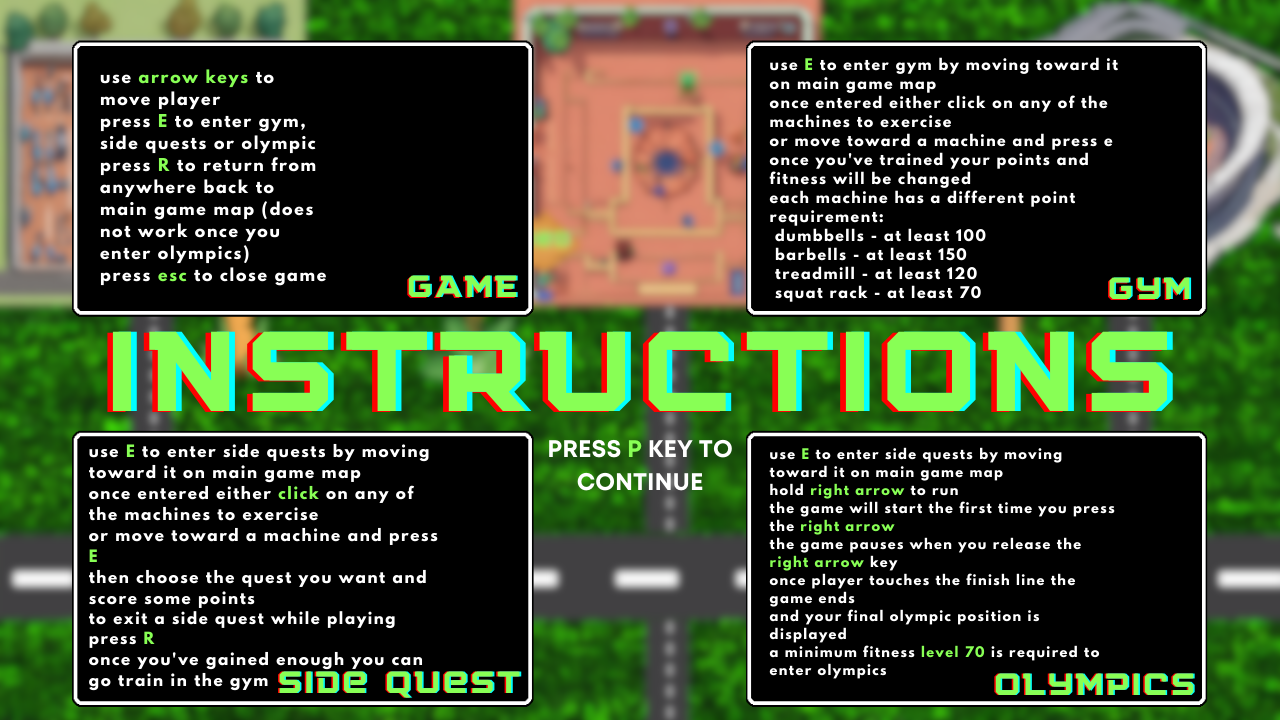 use arrow keys to
move player
press E to enter gym,
side quests or olympic
press R to return from
anywhere back to
main game map (does
not work once you
enter olympics)
press esc to close game
GAME
use E to enter gym by moving toward it
on main game map
once entered either click on any of the
machines to exercise
or move toward a machine and press e
once you've trained your points and
fitness will be changed
each machine has a different point
requirement:
dumbbells - at least 100
barbells - at least 150
treadmill - at least 120
squat rack - at least 70
GYM
INSTRUCTIONS
PRESS P KEY TO
CONTINUE
use E to enter side quests by moving
toward it on main game map
once entered either click on any of
the machines to exercise
or move toward a machine and press
E
then choose the quest you want and
score some points
to exit a side quest while playing
press R
once you've gained enough you can
go train in the gym
SIDE QUEST
use E to enter side quests by moving
toward it on main game map
hold right arrow to run
the game will start the first time you press
the right arrow
the game pauses when you release the
right arrow key
once player touches the finish line the
game ends
and your final olympic position is
displayed
a minimum fitness level 70 is required to
enter olympics
OLYMPICS